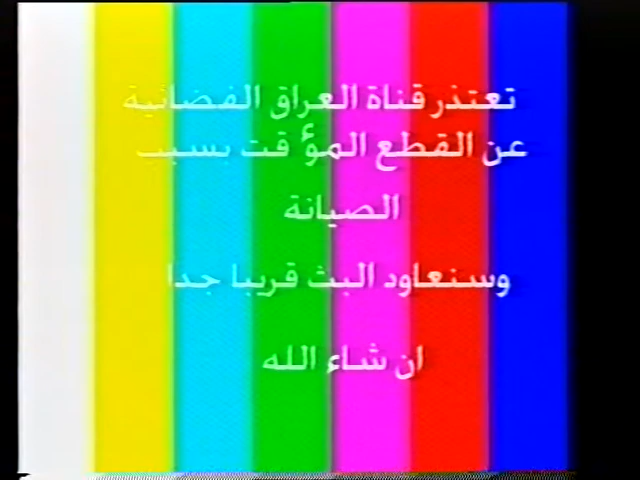 تعتذر قناة العراق الفضائية
عن القطع المؤقت بسبب
الصيانة
وسنعاود البث قريبا جدا
ان شاء الله